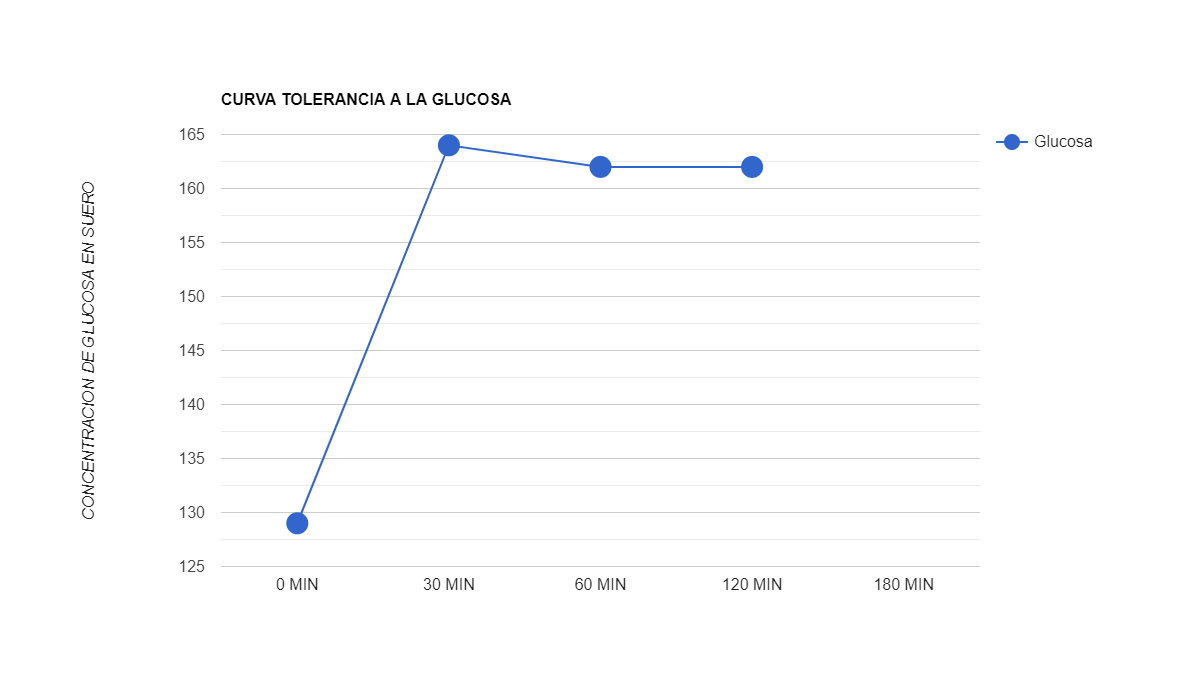 CURVA TOLERANCIA A LA GLUCOSA
CONCENTRACION DE GLUCOSA EN SUERO
165
160
155
150
145
140
135
130
125
0 MIN
30 MIN
60 MIN
120 MIN
180 MIN
Glucosa